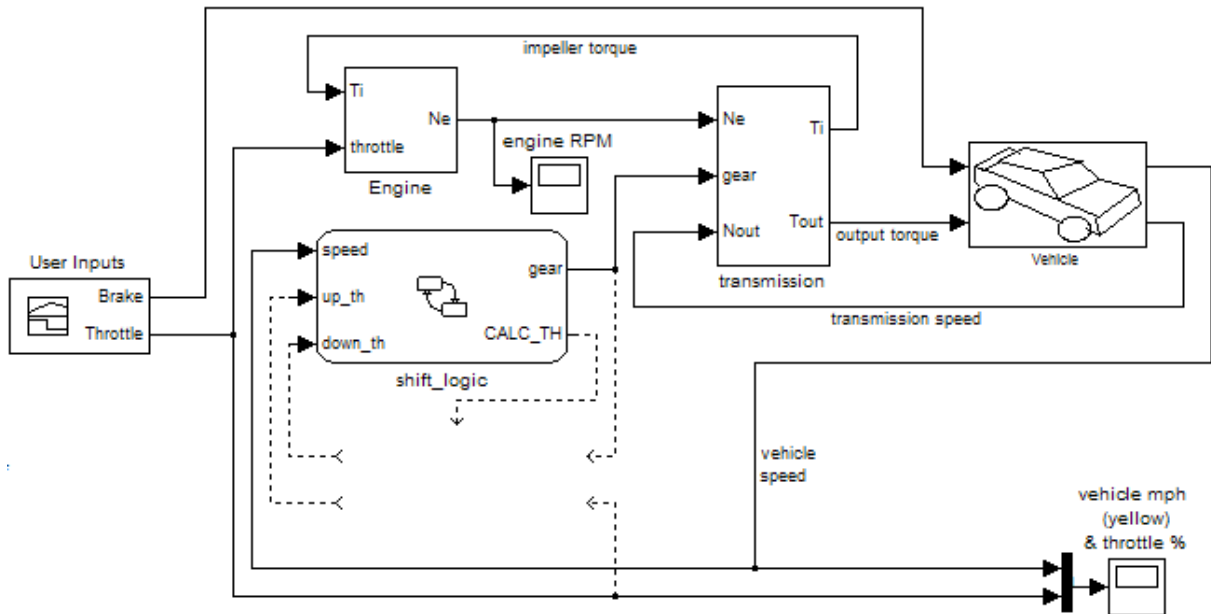 impeller torque
Ti
Ne
throttle
Engine
engine RPM
Ne
Ti
gear
Tout
Nout
transmission
output torque
Vehicle
transmission speed
User Inputs
Brake
Throttle
speed
gear
up_th
CALC_TH
down_th
shift_logic
vehicle
speed
vehicle mph
(yellow)
& throttle %